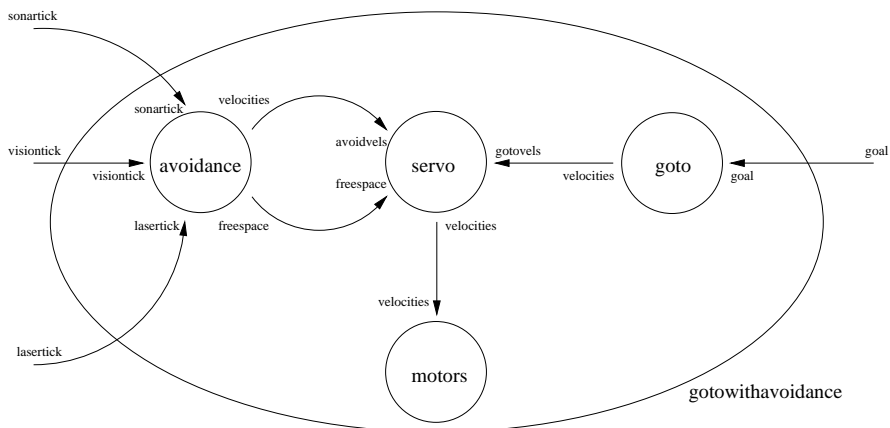 sonartick
sonartick
velocities
avoidvels
visiontick
visiontick
avoidance
servo
gotovels
velocities
goto
goal
goal
freespace
lasertick
freespace
velocities
velocities
lasertick
motors
gotowithavoidance